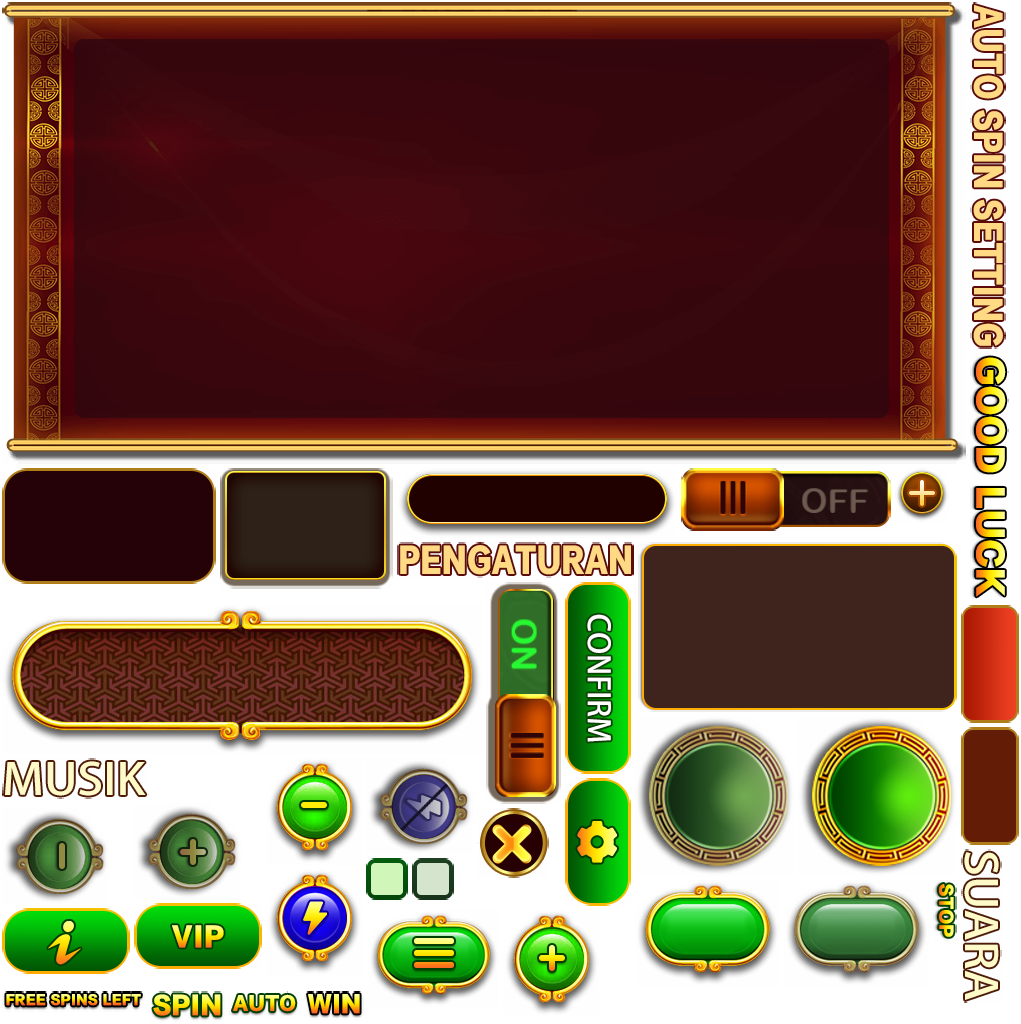 AUTO SPIN SETTING
GOOD LUCK
OFF
PENGATURAN
ON
CONFIRM
MUSIK
SUARA
STOP
i
VIP
FREE SPINS LEFT
SPIN
AUTO
WIN